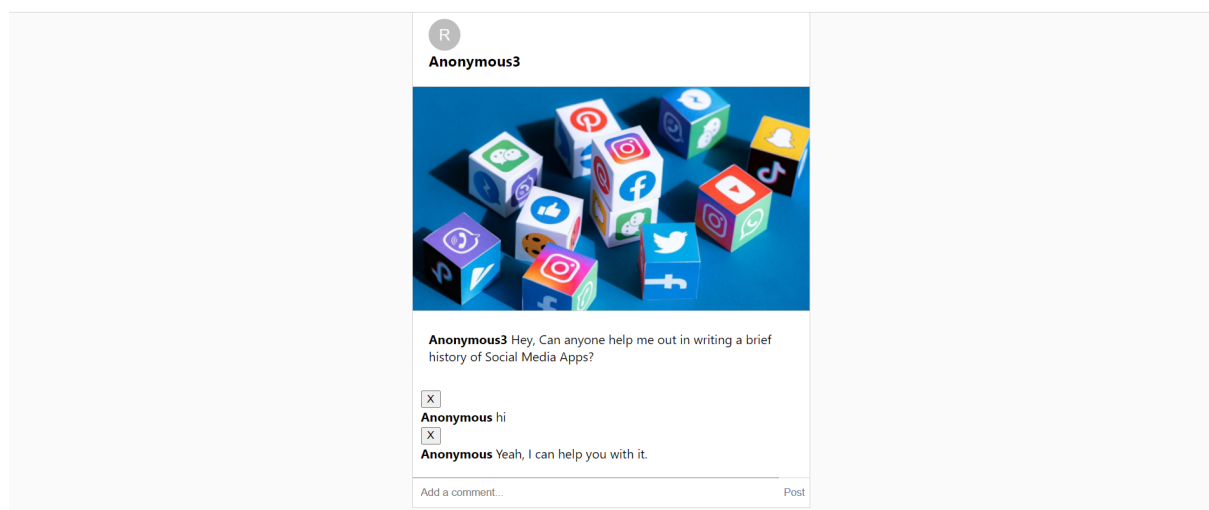 R
Anonymous3
Anonymous3 Hey, Can anyone help me out in writing a brief
history of Social Media Apps?
X
Anonymous hi
X
Anonymous Yeah, I can help you with it.
Add a comment...
Post